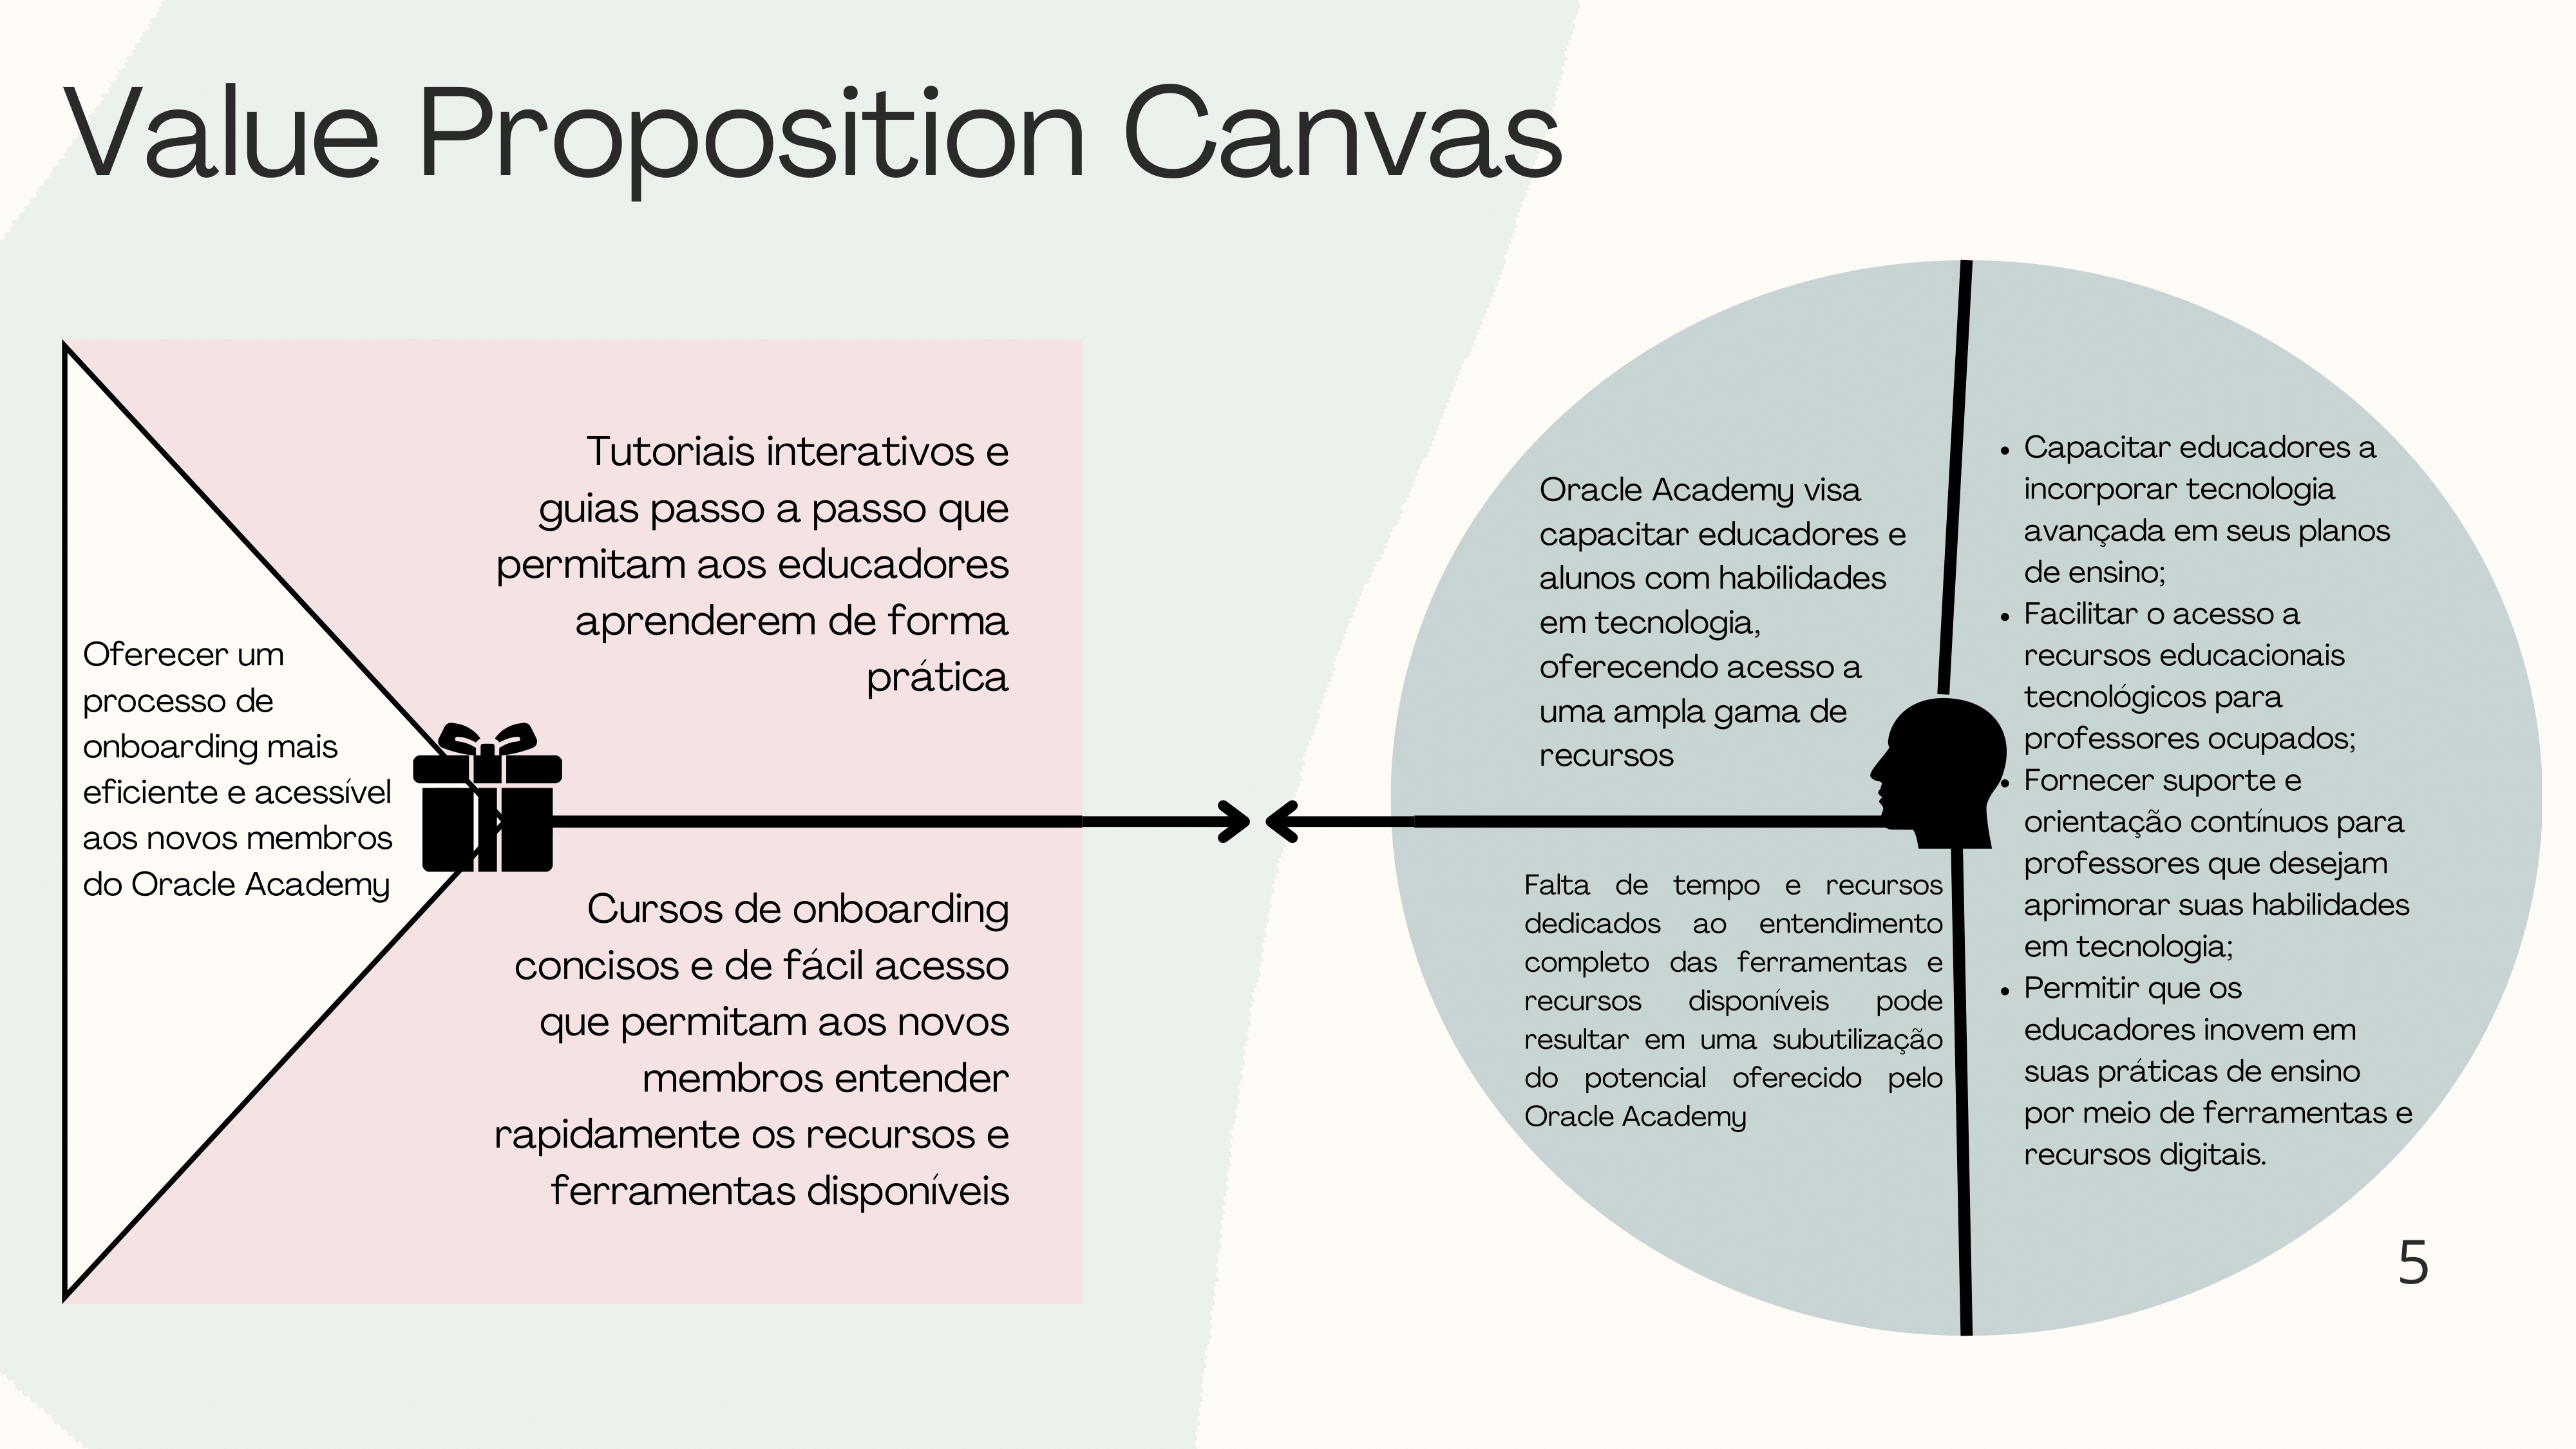 Value Proposition Canvas
Oferecer um
processo de
onboarding mais
eficiente e acessível
aos novos membros
do Oracle Academy
Tutoriais interativos e
guias passo a passo que
permitam aos educadores
aprenderem de forma
prática
Cursos de onboarding
concisos e de fácil acesso
que permitam aos novos
membros entender
rapidamente os recursos e
ferramentas disponíveis
Oracle Academy visa
capacitar educadores e
alunos com habilidades
em tecnologia,
oferecendo acesso a
uma ampla gama de
recursos
Falta de tempo e recursos
dedicados ao entendimento
completo das ferramentas e
recursos disponíveis pode
resultar em uma subutilização
do potencial oferecido pelo
Oracle Academy
• Capacitar educadores a
incorporar tecnologia
avançada em seus planos
de ensino;
• Facilitar o acesso a
recursos educacionais
tecnológicos para
professores ocupados;
• Fornecer suporte e
orientação contínuos para
professores que desejam
aprimorar suas habilidades
em tecnologia;
• Permitir que os
educadores inovem em
suas práticas de ensino
por meio de ferramentas e
recursos digitais.
5